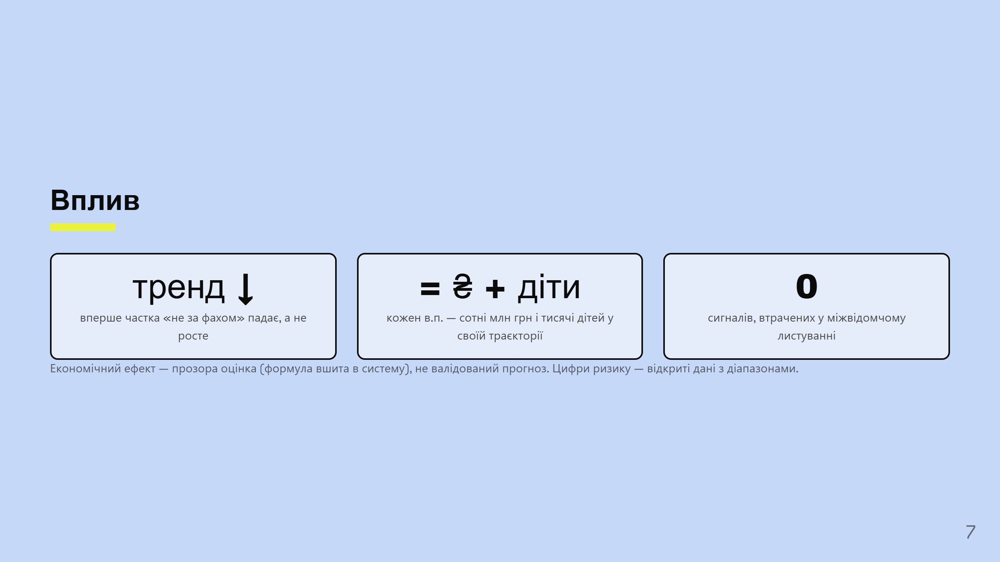 Вплив
тренд ↓
вперше частка «не за фахом» падає, а не
росте
= ₴ + діти
кожен в.п. — сотні млн грн і тисячі дітей у
своїй траєкторії
0
сигналів, втрачених у міжвідомчому
листуванні
Економічний ефект — прозора оцінка (формула вшита в систему), не валідований прогноз. Цифри ризику — відкриті дані з діапазонами.
7